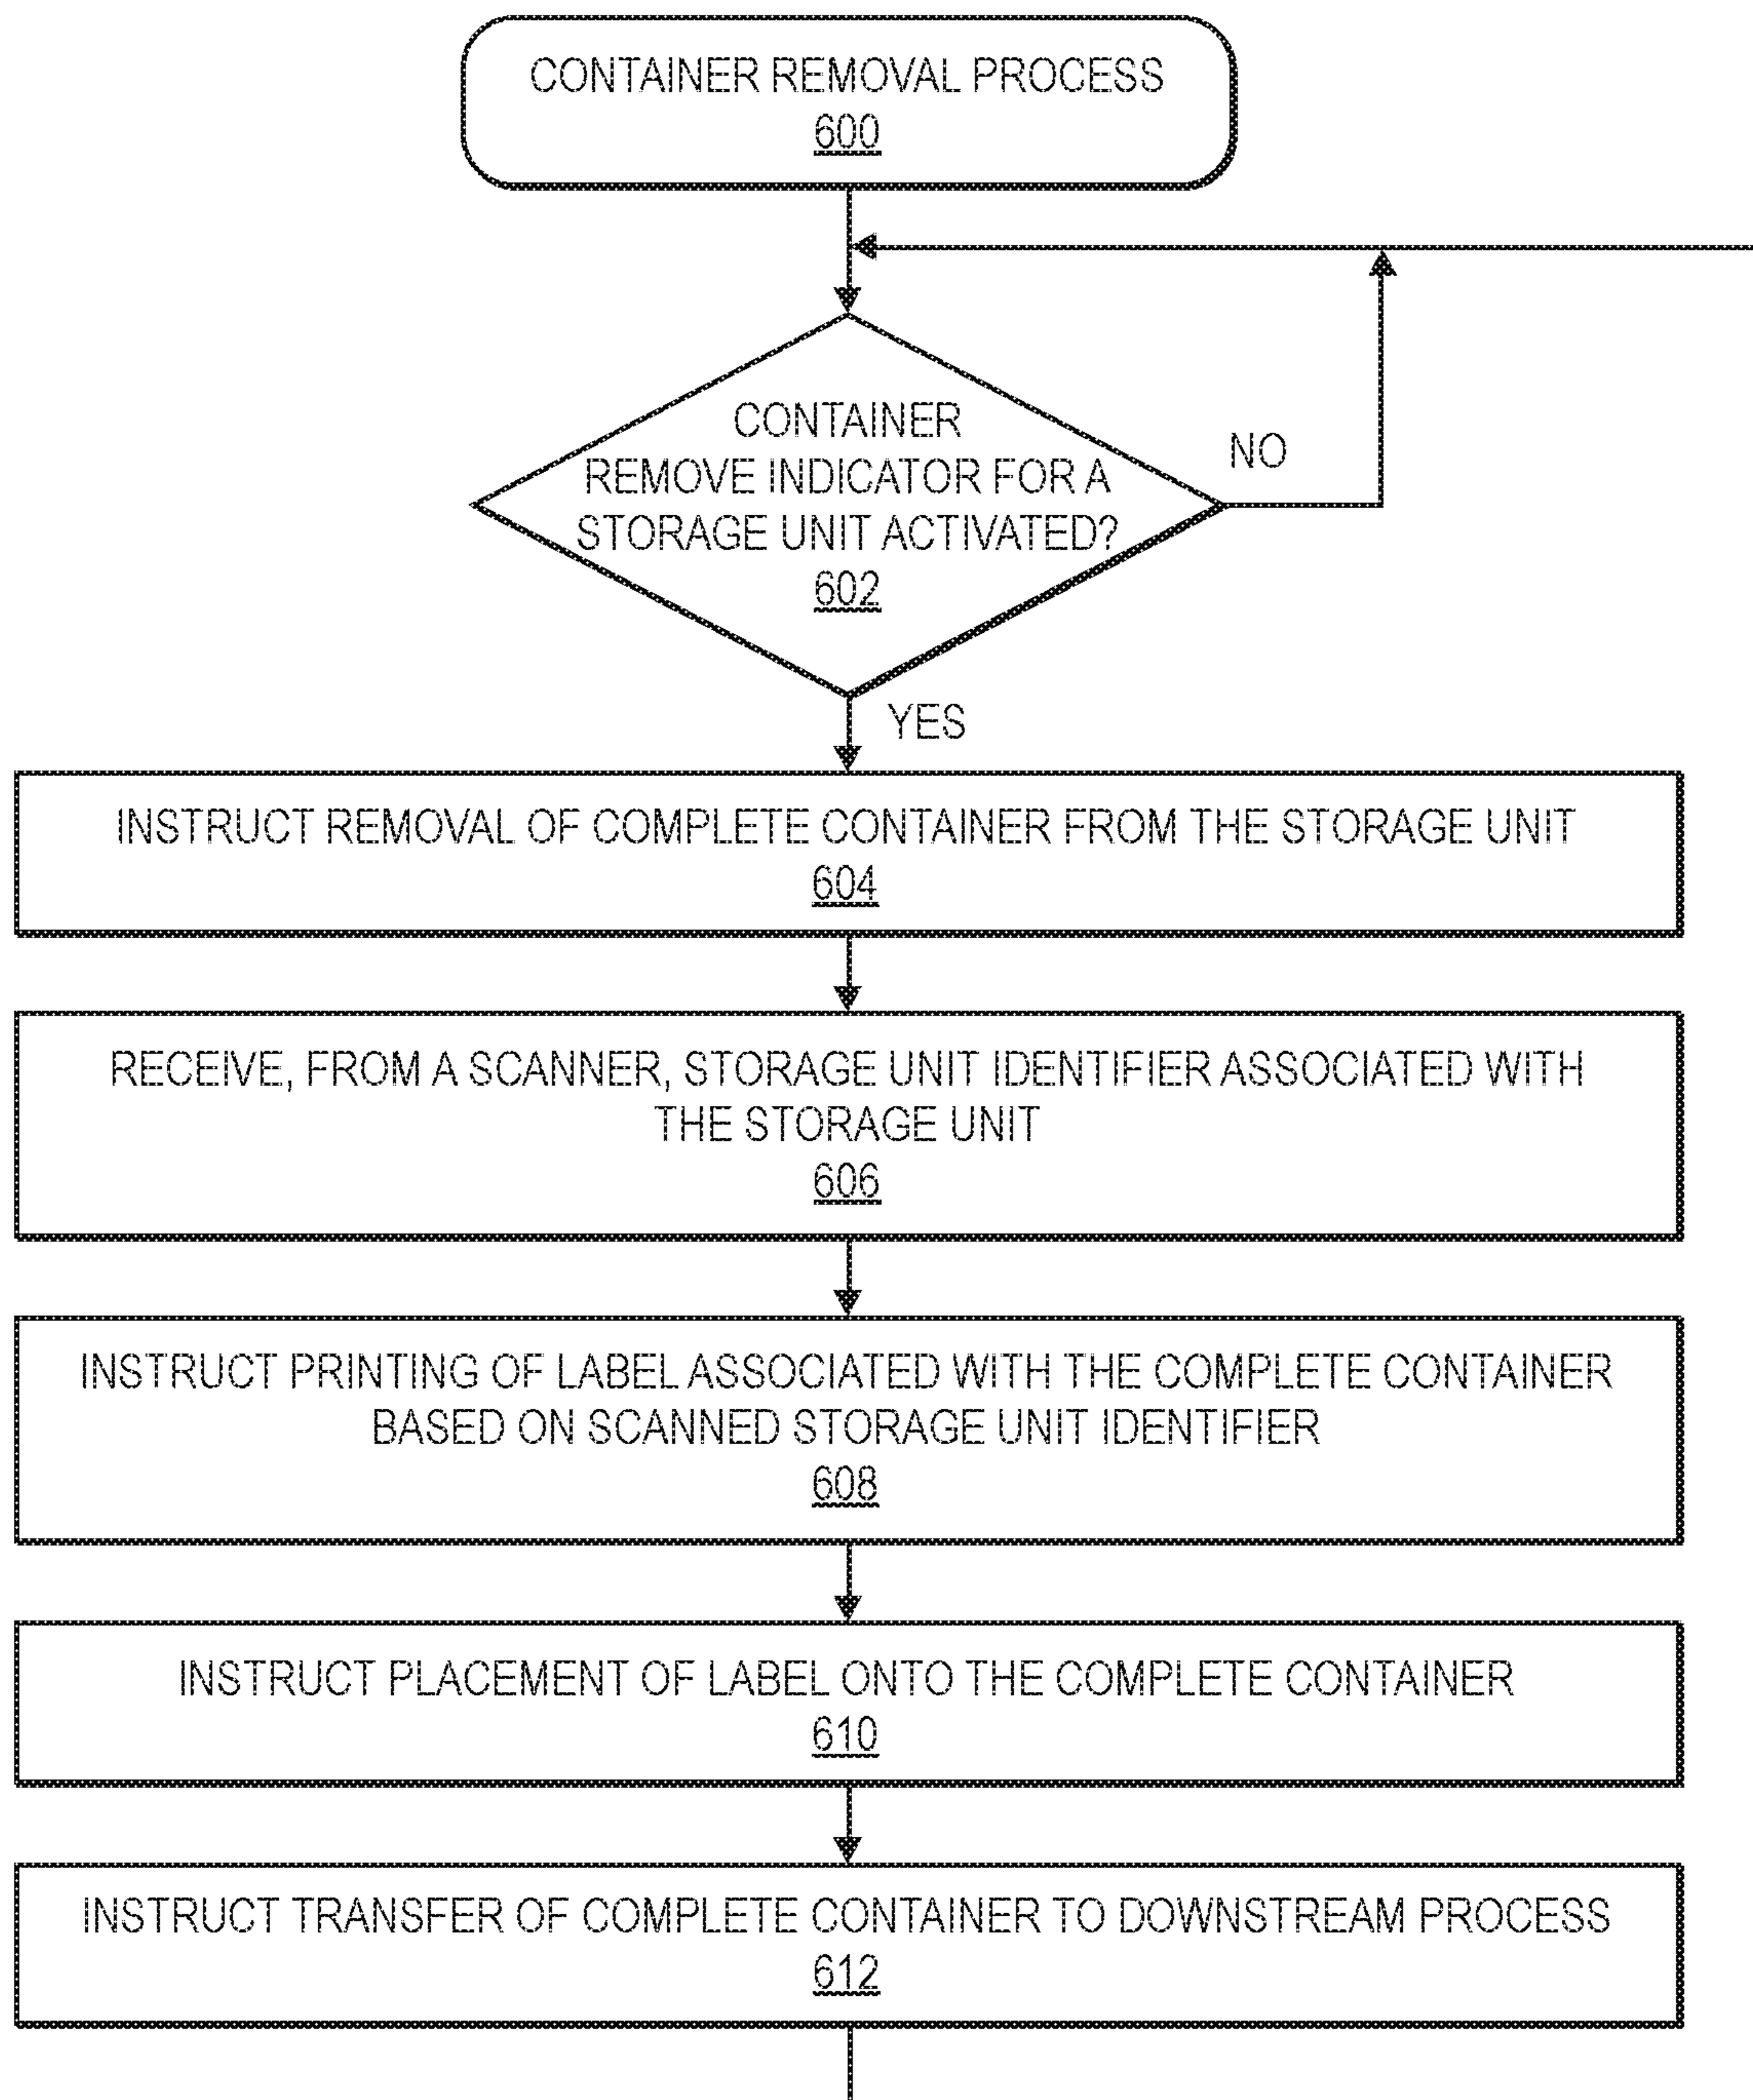 CONTAINER REMOVAL PROCESS
600
CONTAINER
REMOVE INDICATOR FOR A
STORAGE UNIT ACTIVATED?
602
NO
YES
INSTRUCT REMOVAL OF COMPLETE CONTAINER FROM THE STORAGE UNIT
604
RECEIVE, FROM A SCANNER, STORAGE UNIT IDENTIFIER ASSOCIATED WITH
THE STORAGE UNIT
606
INSTRUCT PRINTING OF LABEL ASSOCIATED WITH THE COMPLETE CONTAINER
BASED ON SCANNED STORAGE UNIT IDENTIFIER
608
INSTRUCT PLACEMENT OF LABEL ONTO THE COMPLETE CONTAINER
610
INSTRUCT TRANSFER OF COMPLETE CONTAINER TO DOWNSTREAM PROCESS
612